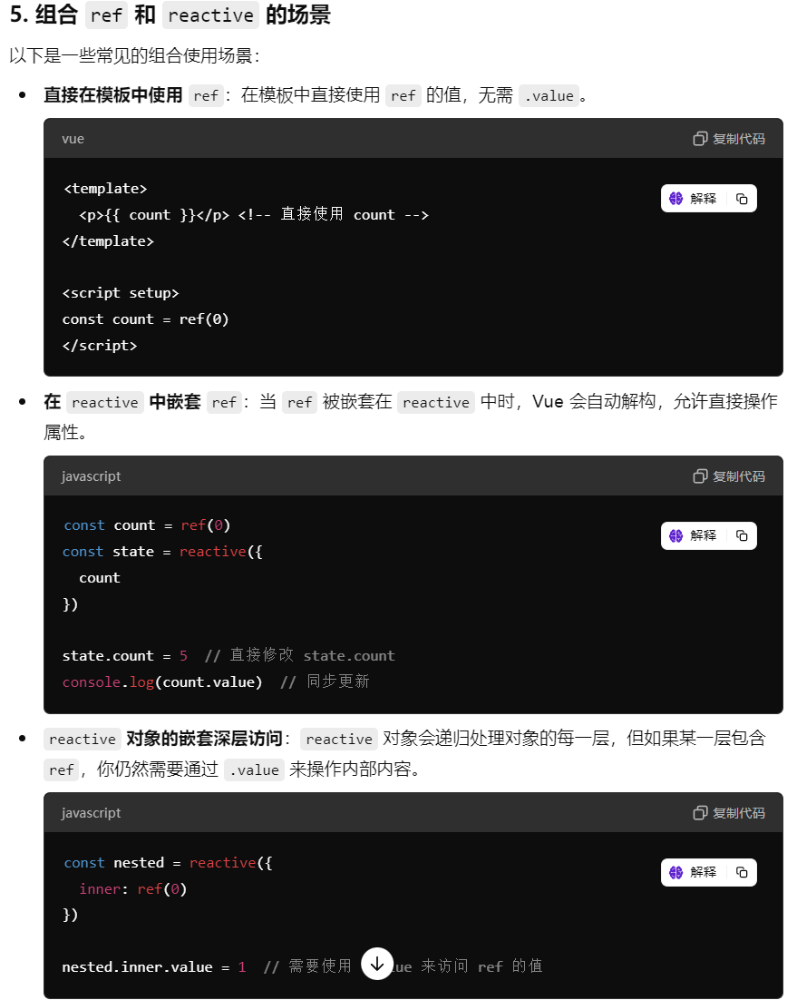 5. 组合 ref 和 reactive 的场景
以下是一些常见的组合使用场景：
直接在模板中使用 ref：在模板中直接使用 ref 的值，无需 .value。
vue
复制代码
<template>
解释
<p>{{ count }}</p> <!-- 直接使用 count -->
</template>
<script setup>
const count = ref(0)
</script>
在 reactive 中嵌套 ref：当 ref 被嵌套在 reactive 中时，Vue 会自动解构，允许直接操作
属性。
javascript
复制代码
const count = ref(0)
解释
const state = reactive({
count
})
state.count = 5 // 直接修改 state.count
console.log(count.value) // 同步更新
reactive 对象的嵌套深层访问：reactive 对象会递归处理对象的每一层，但如果某一层包含
ref，你仍然需要通过 .value 来操作内部内容。
javascript
复制代码
const nested = reactive({
解释
inner: ref(0)
})
nested.inner.value = 1 // 需要使用 来访问 ref 的值